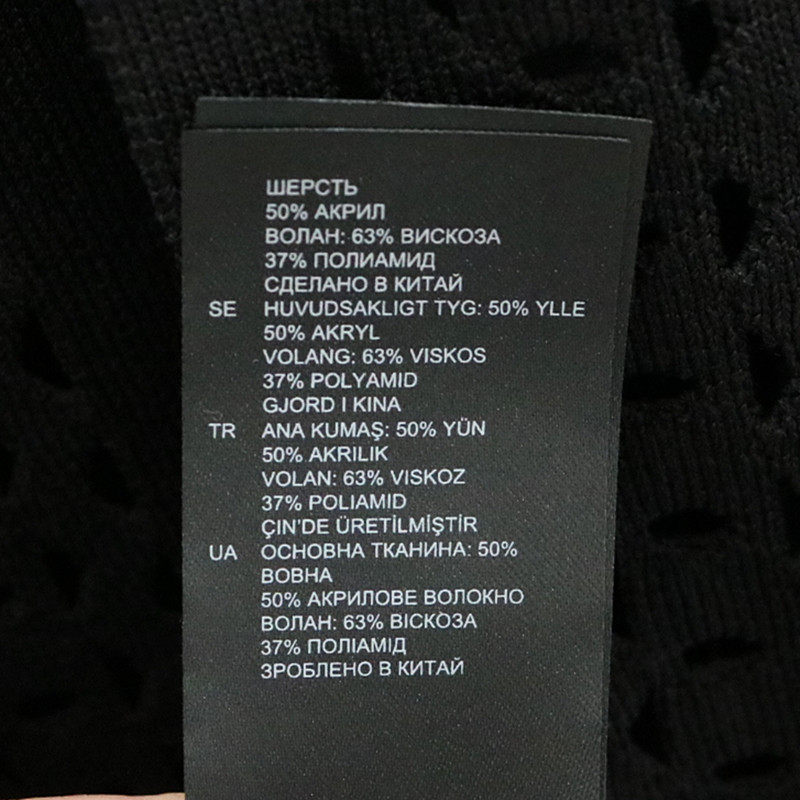 ШЕРСТЬ
50% АКРИЛ
ВОЛАН: 63% ВИСКОЗА
37% ПОЛИАМИД
СДЕЛАНО В КИТАЙ
SE HUVUDSAKLIGT TYG: 50% YLLE
50% AKRYL
VOLANG: 63% VISKOS
37% POLYAMID
GJORD I KINA
TR ANA KUMAŞ: 50% YÜN
50% AKRILIK
VOLAN: 63% VISKOZ
37% POLIAMID
ÇIN'DE ÜRETİLMİŞTİR
UA ОСНОВНА ТКАНИНА: 50%
ВОВНА
50% АКРИЛОВЕ ВОЛОКНО
ВОЛАН: 63% ВІСКОЗА
37% ПОЛІАМІД
ЗРОБЛЕНО В КИТАЙ